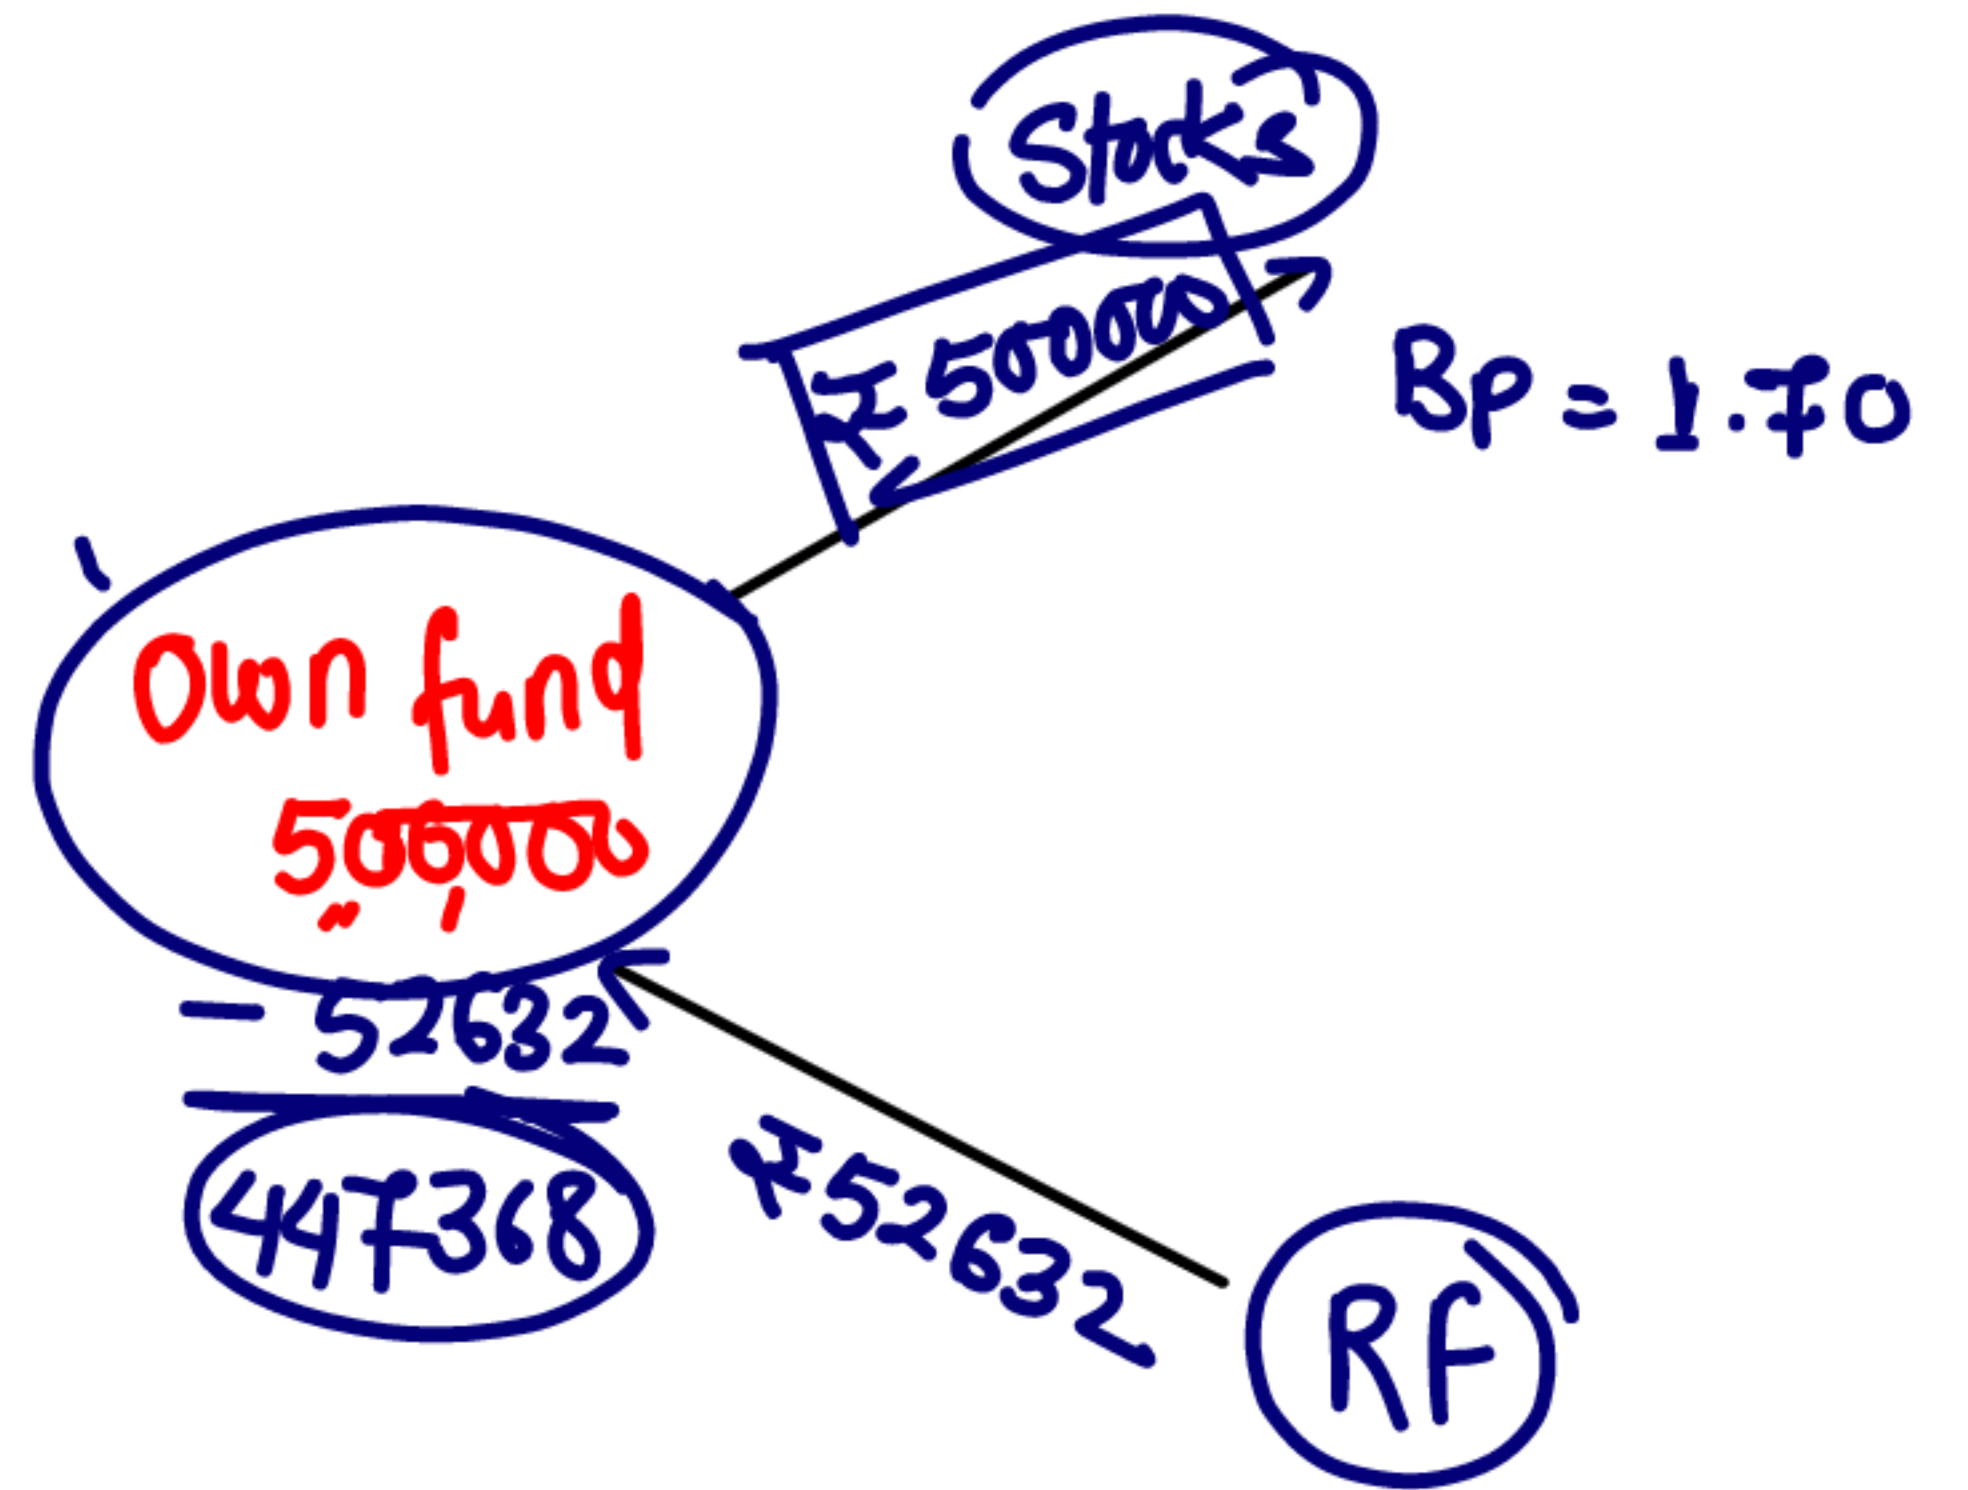 Stocks
₹ 500000
Bp = 1.70
Own fund
500000
- 52632
447368
₹ 52632
RF